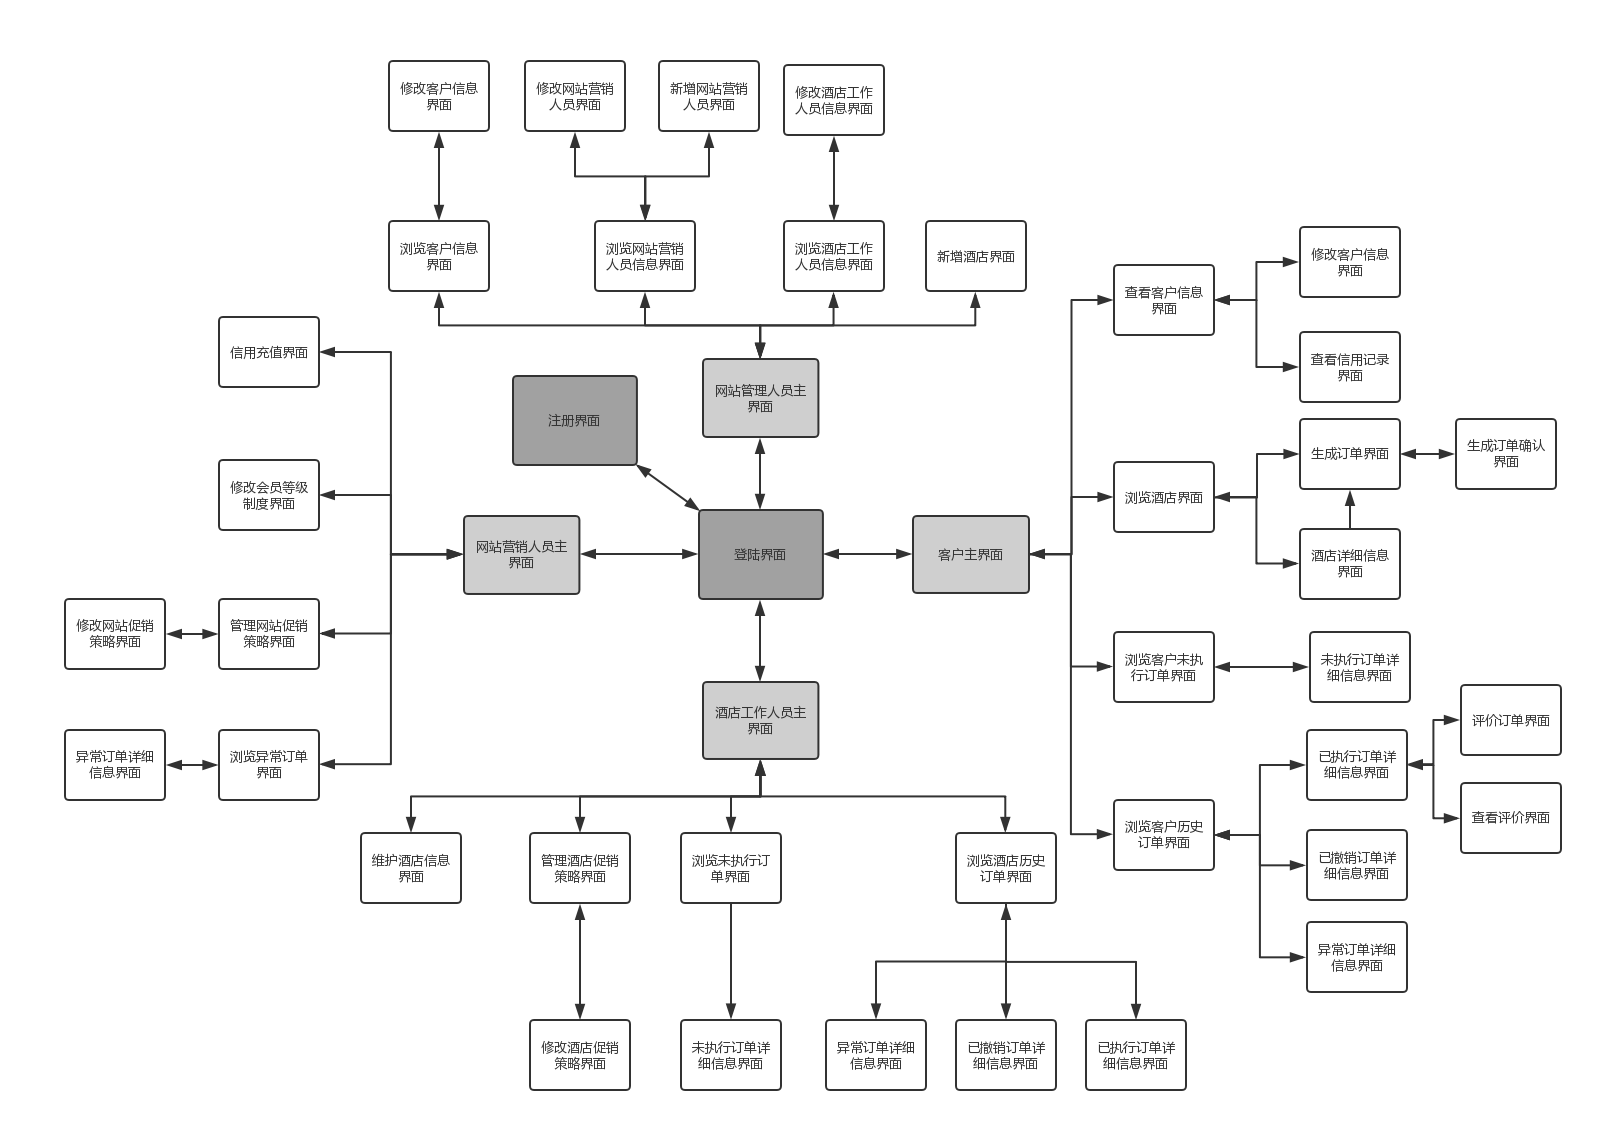 修改客户信息
界面
修改网站营销
人员界面
新增网站营销
人员界面
修改酒店工作
人员信息界面
浏览客户信息
界面
浏览网站营销
人员信息界面
浏览酒店工作
人员信息界面
新增酒店界面
修改客户信息
界面
查看客户信息
界面
查看信用记录
界面
信用充值界面
网站管理人员主
界面
注册界面
生成订单界面
生成订单确认
界面
修改会员等级
制度界面
浏览酒店界面
网站营销人员主
界面
登陆界面
客户主界面
酒店详细信息
界面
修改网站促销
策略界面
管理网站促销
策略界面
浏览客户未执
行订单界面
未执行订单详
细信息界面
酒店工作人员主
界面
评价订单界面
异常订单详细
信息界面
浏览异常订单
界面
已执行订单详
细信息界面
查看评价界面
浏览客户历史
订单界面
维护酒店信息
界面
管理酒店促销
策略界面
浏览未执行订
单界面
浏览酒店历史
订单界面
已撤销订单详
细信息界面
异常订单详细
信息界面
修改酒店促销
策略界面
未执行订单详
细信息界面
异常订单详细
信息界面
已撤销订单详
细信息界面
已执行订单详
细信息界面